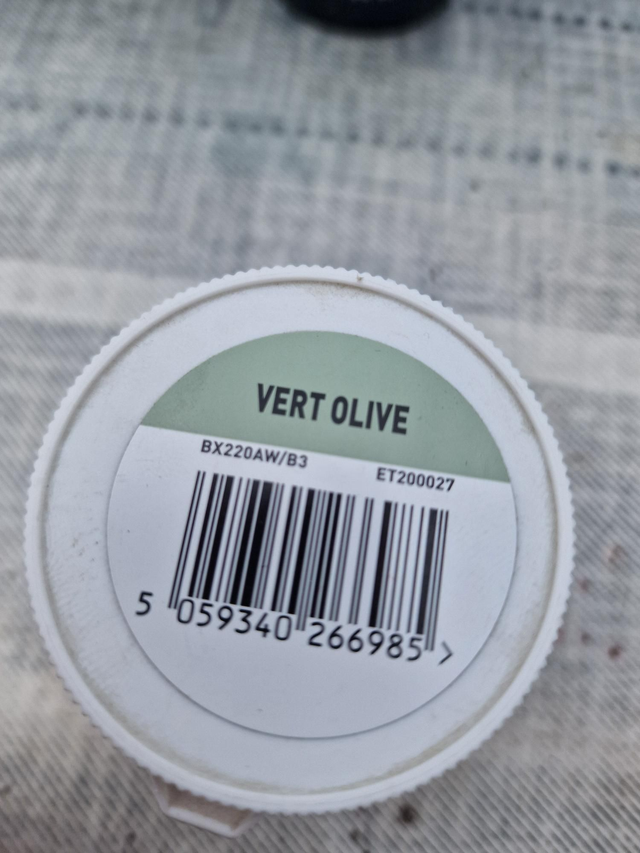 VERT OLIVE
BX220AW/B3 ET200027
5 059340 266985 >